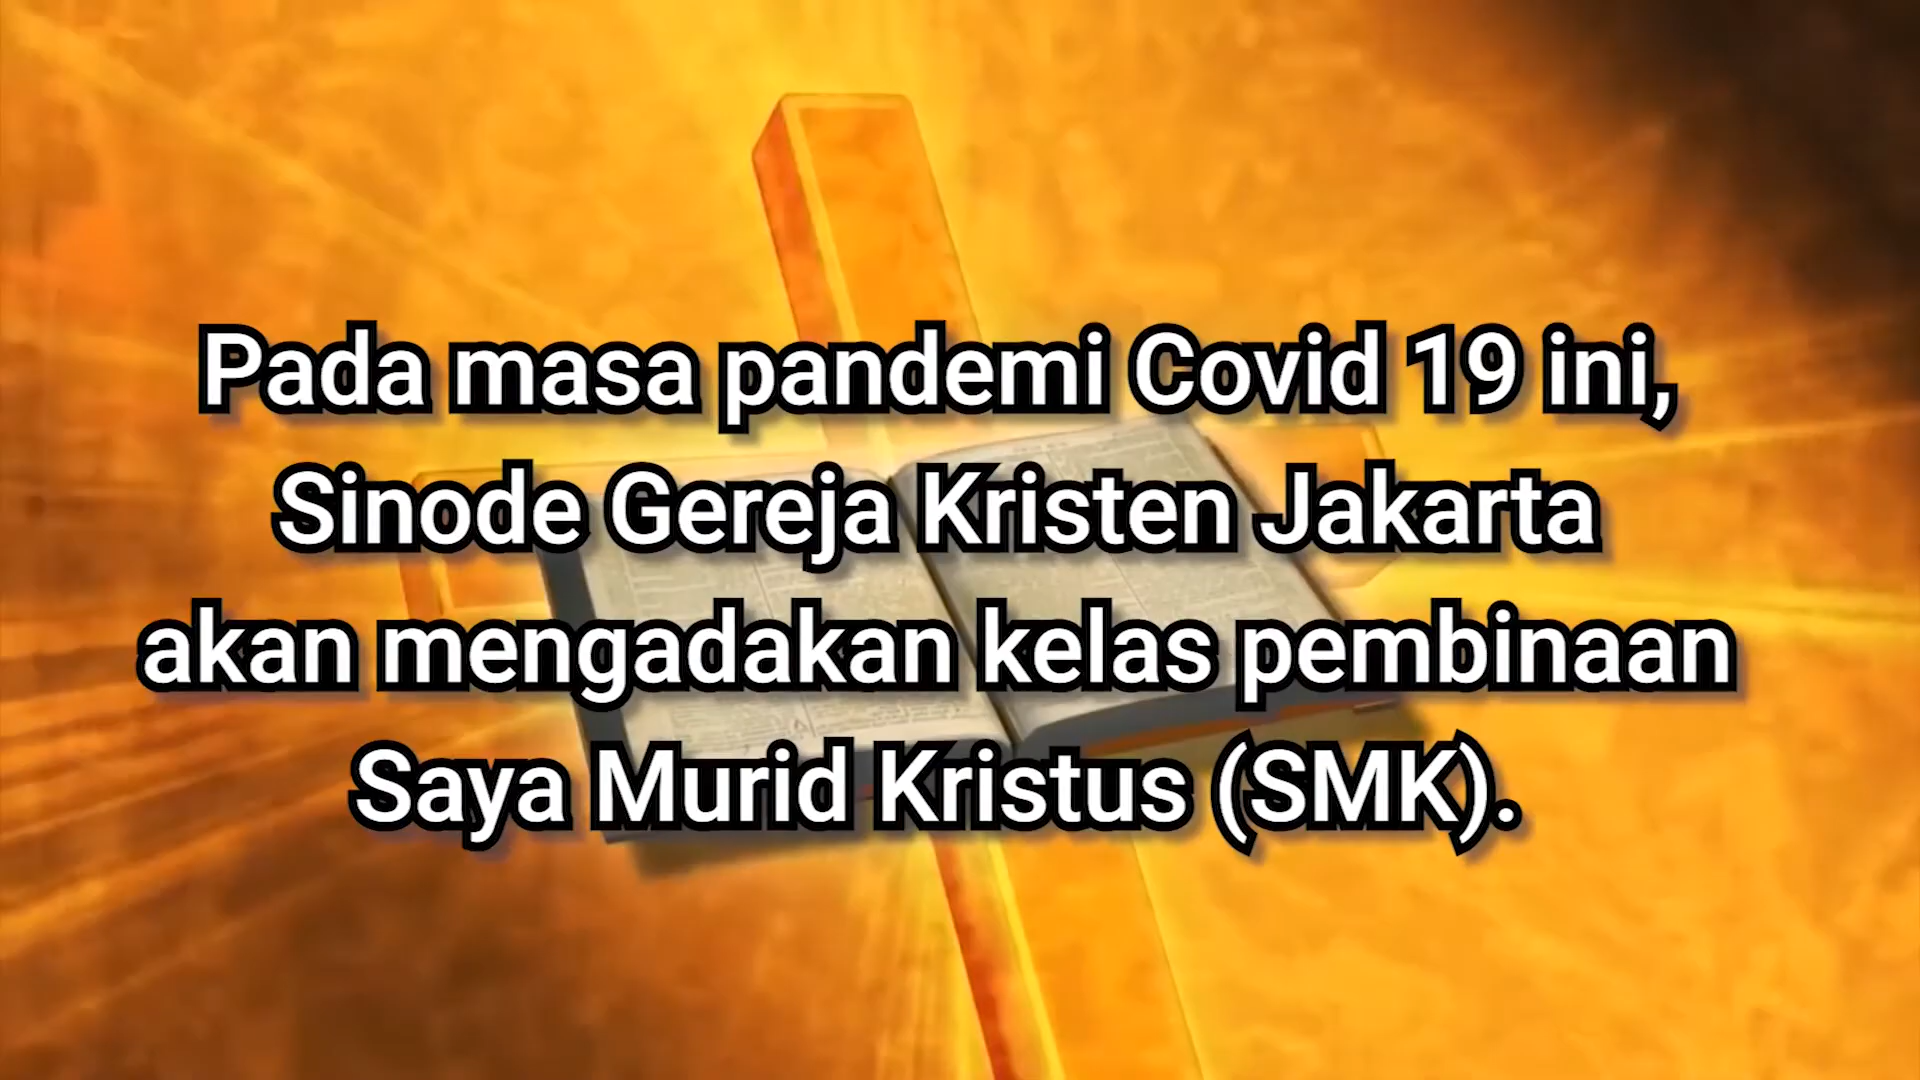 Pada masa pandemi Covid 19 ini,
Sinode Gereja Kristen Jakarta
akan mengadakan kelas pembinaan
Saya Murid Kristus (SMK).